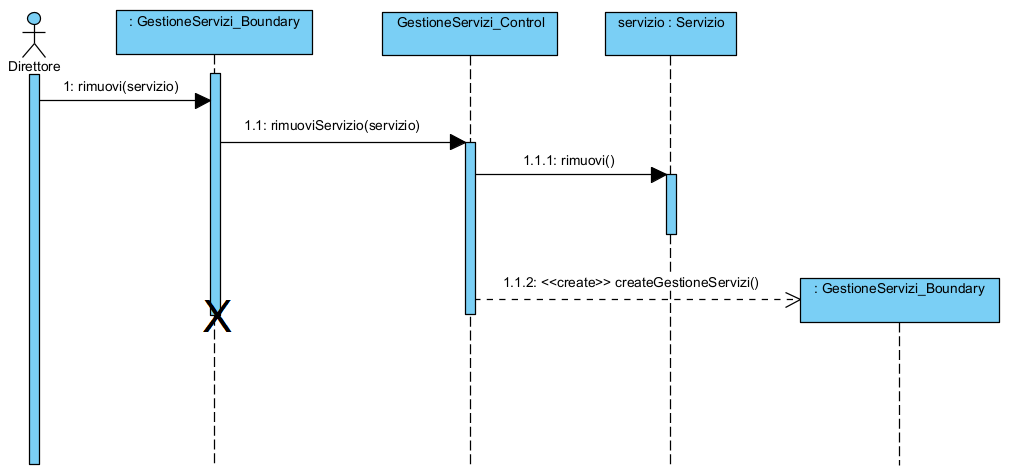 : GestioneServizi_Boundary
GestioneServizi_Control
servizio : Servizio
Direttore
1: rimuovi(servizio)
1.1: rimuoviServizio(servizio)
1.1.1: rimuovi()
1.1.2: <<create>> createGestioneServizi()
: GestioneServizi_Boundary